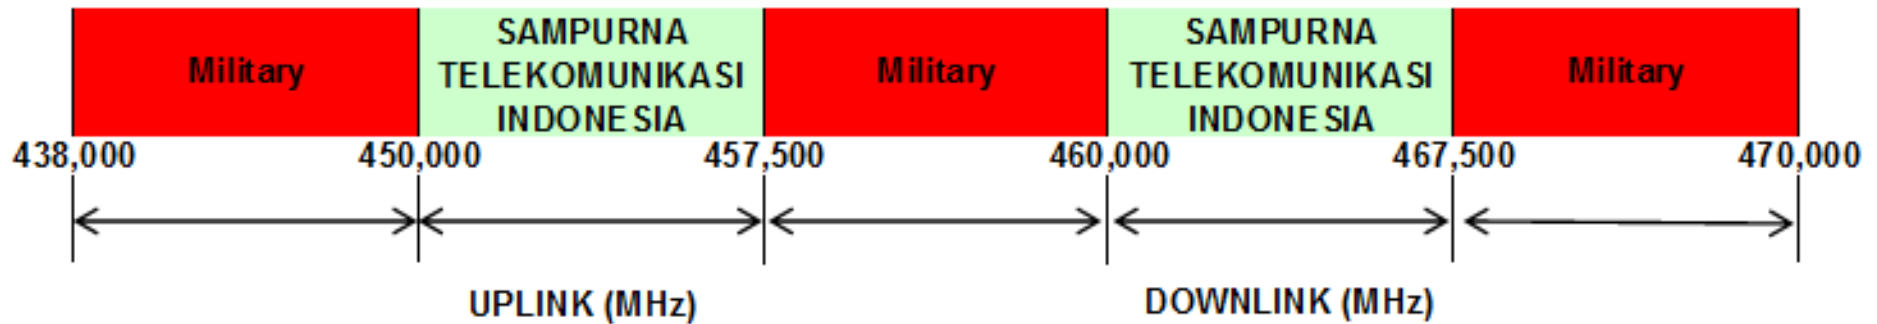 Military
SAMPURNA
TELEKOMUNIKASI
INDONESIA
Military
SAMPURNA
TELEKOMUNIKASI
INDONESIA
Military
438,000 450,000 457,500 460,000 467,500 470,000
UPLINK (MHz) DOWNLINK (MHz)